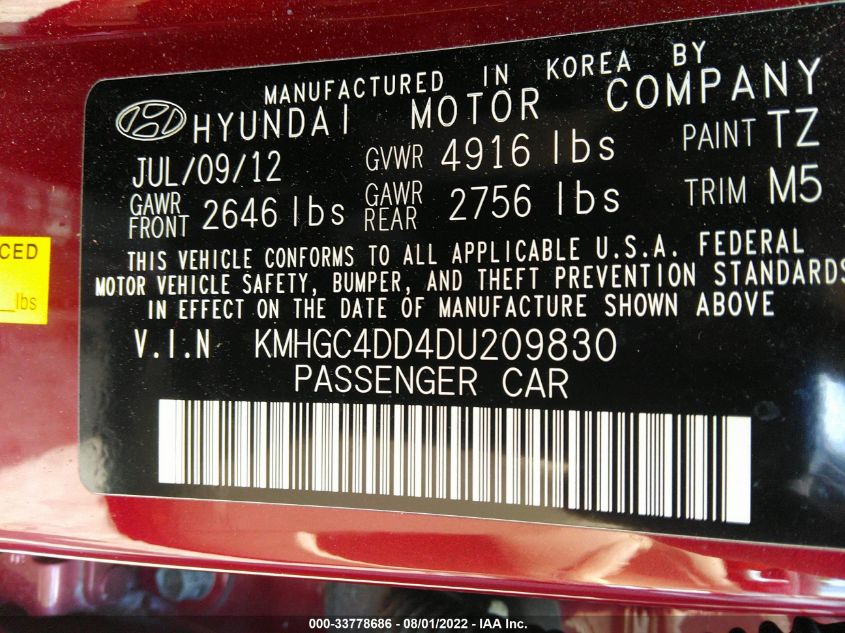 MANUFACTURED IN KOREA BY
HYUNDAI MOTOR COMPANY
JUL/09/12 GVWR 4916 lbs PAINT TZ
GAWR FRONT 2646 lbs GAWR REAR 2756 lbs TRIM M5
THIS VEHICLE CONFORMS TO ALL APPLICABLE U.S.A. FEDERAL
MOTOR VEHICLE SAFETY, BUMPER, AND THEFT PREVENTION STANDARDS
IN EFFECT ON THE DATE OF MANUFACTURE SHOWN ABOVE
V.I.N KMHGC4DD4DU209830
PASSENGER CAR
CED
lbs
000-33778686 - 08/01/2022 - IAA Inc.